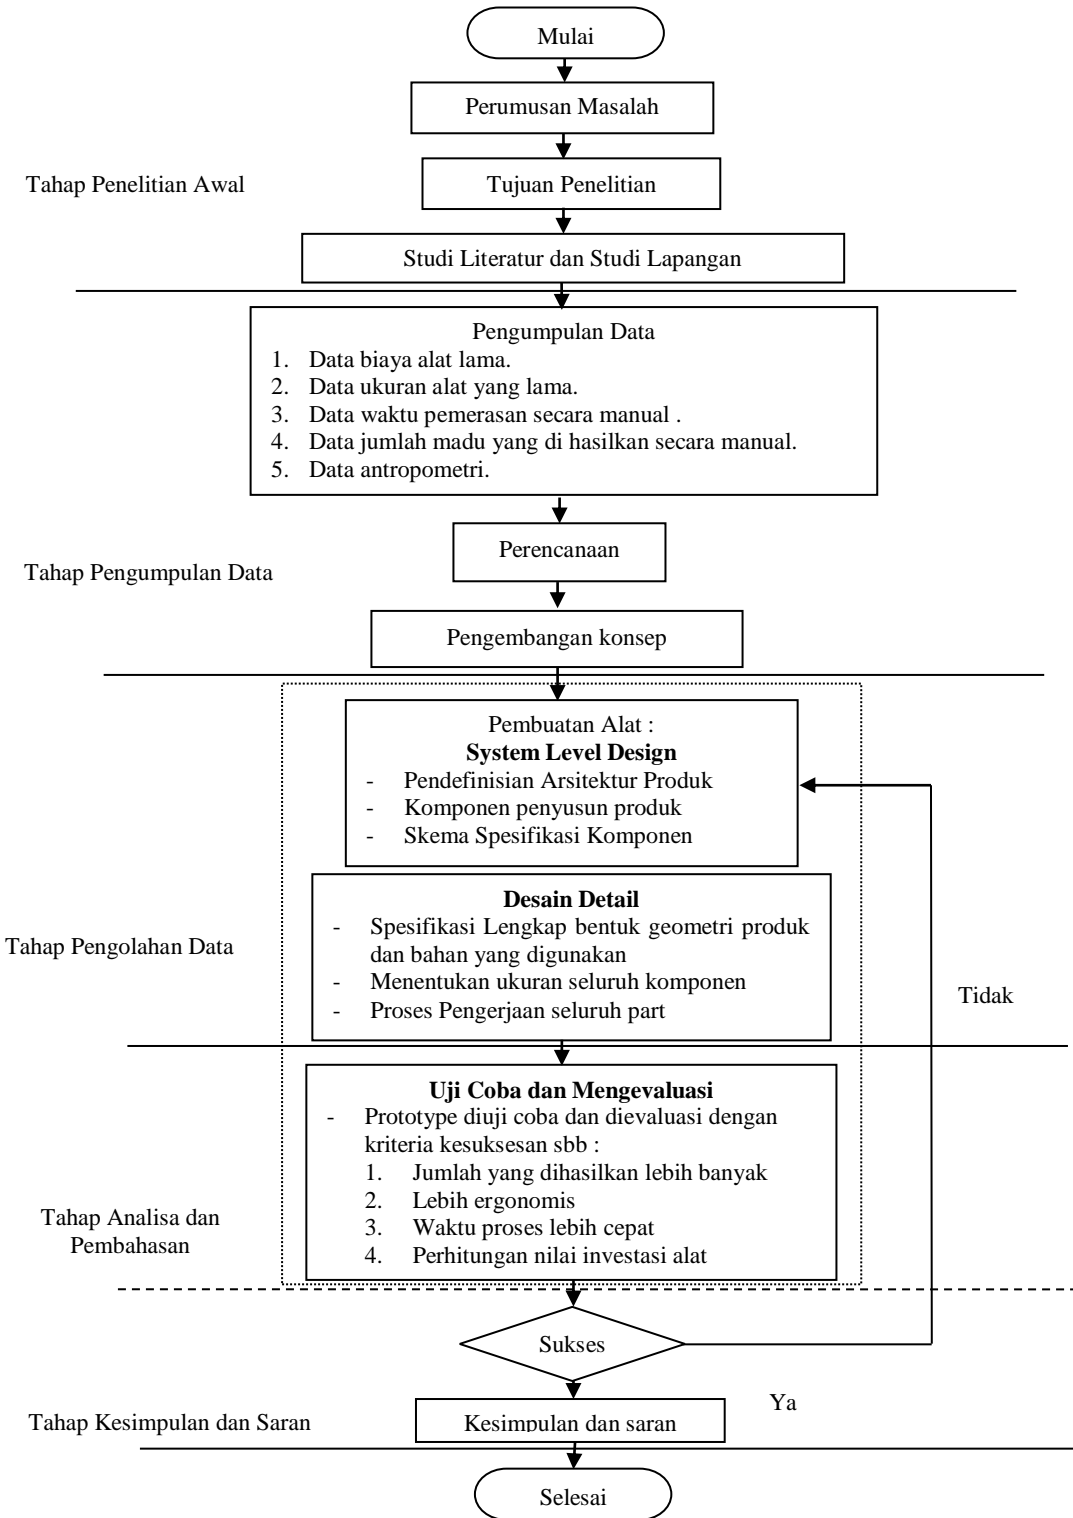 Mulai
Perumusan Masalah
Tahap Penelitian Awal
Tujuan Penelitian
Studi Literatur dan Studi Lapangan
Pengumpulan Data
1. Data biaya alat lama.
2. Data ukuran alat yang lama.
3. Data waktu pemerasan secara manual .
4. Data jumlah madu yang di hasilkan secara manual.
5. Data antropometri.
Perencanaan
Tahap Pengumpulan Data
Pengembangan konsep
Pembuatan Alat :
System Level Design
- Pendefinisian Arsitektur Produk
- Komponen penyusun produk
- Skema Spesifikasi Komponen
Desain Detail
- Spesifikasi Lengkap bentuk geometri produk
dan bahan yang digunakan
- Menentukan ukuran seluruh komponen
- Proses Pengerjaan seluruh part
Tahap Pengolahan Data
Tidak
Uji Coba dan Mengevaluasi
- Prototype diuji coba dan dievaluasi dengan
kriteria kesuksesan sbb :
1. Jumlah yang dihasilkan lebih banyak
2. Lebih ergonomis
3. Waktu proses lebih cepat
4. Perhitungan nilai investasi alat
Tahap Analisa dan
Pembahasan
Sukses
Ya
Kesimpulan dan saran
Tahap Kesimpulan dan Saran
Selesai